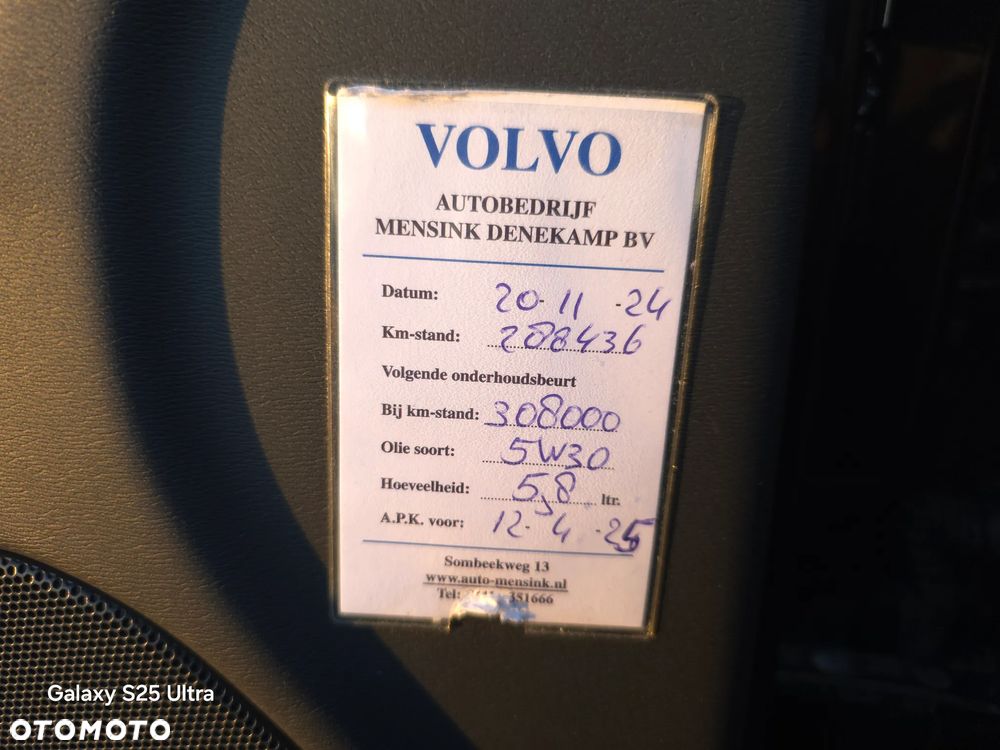 VOLVO
AUTOBEDRIJF
MENSINK DENEKAMP BV
Datum: 20-11-24
Km-stand: 288436
Volgende onderhoudsbeurt
Bij km-stand: 308000
Olie soort: 5W30
Hoeveelheid: 5,8 ltr.
A.P.K. voor: 12-4-25
Sombeekweg 13
www.auto-mensink.nl
Tel: 351666
Galaxy S25 Ultra
OTOMOTO